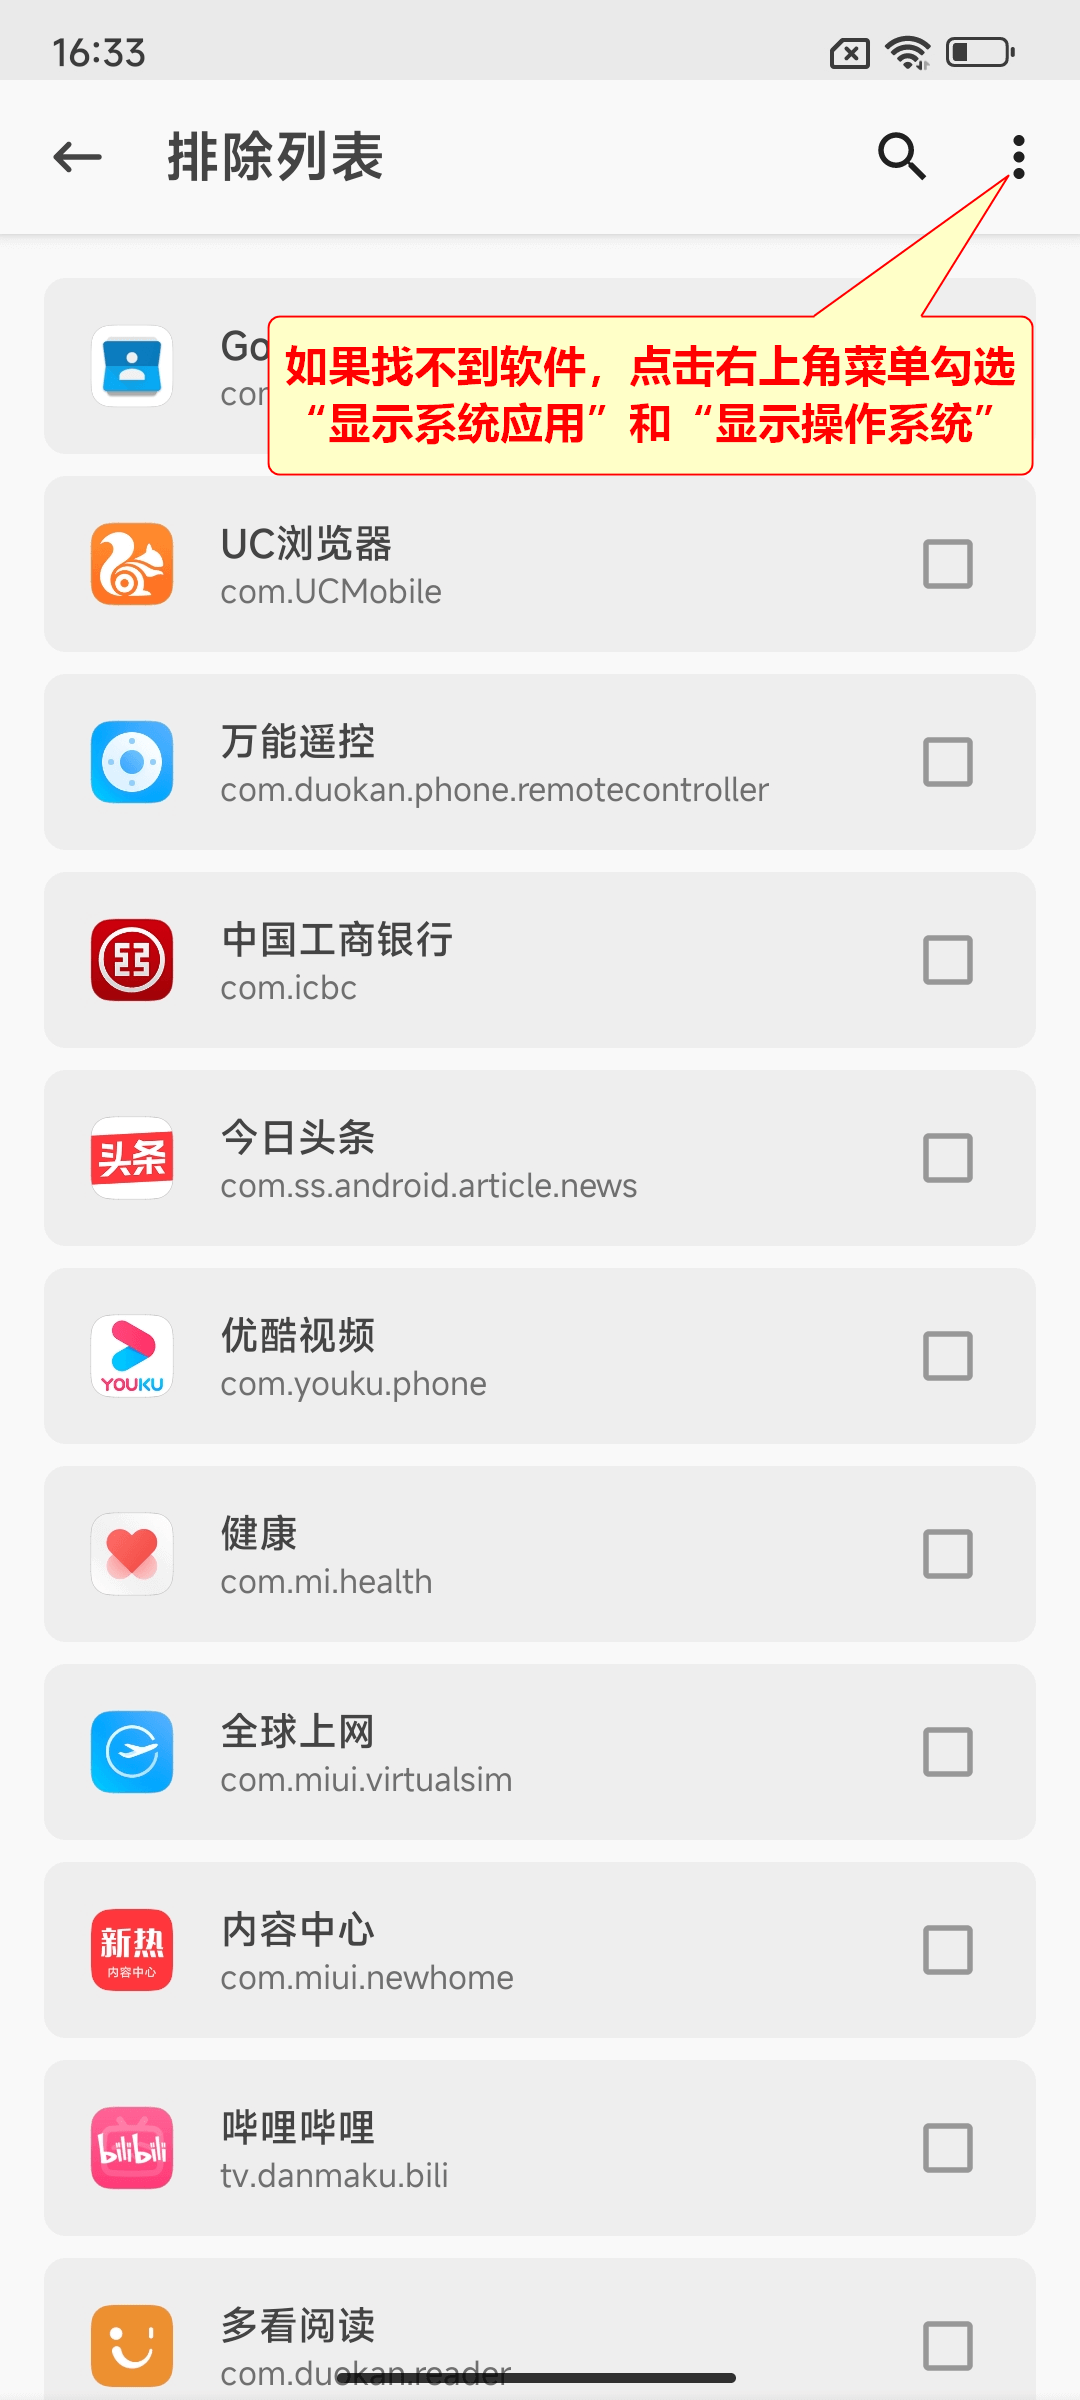 16:33
排除列表
Go
如果找不到软件，点击右上角菜单勾选
“显示系统应用”和“显示操作系统”
UC浏览器
com.UCMobile
万能遥控
com.duokan.phone.remotecontroller
中国工商银行
com.icbc
头条
今日头条
com.ss.android.article.news
YOUKU
优酷视频
com.youku.phone
健康
com.mi.health
全球上网
com.miui.virtualsim
新热
内容中心
内容中心
com.miui.newhome
bilibili
哔哩哔哩
tv.danmaku.bili
多看阅读
com.duokan.reader